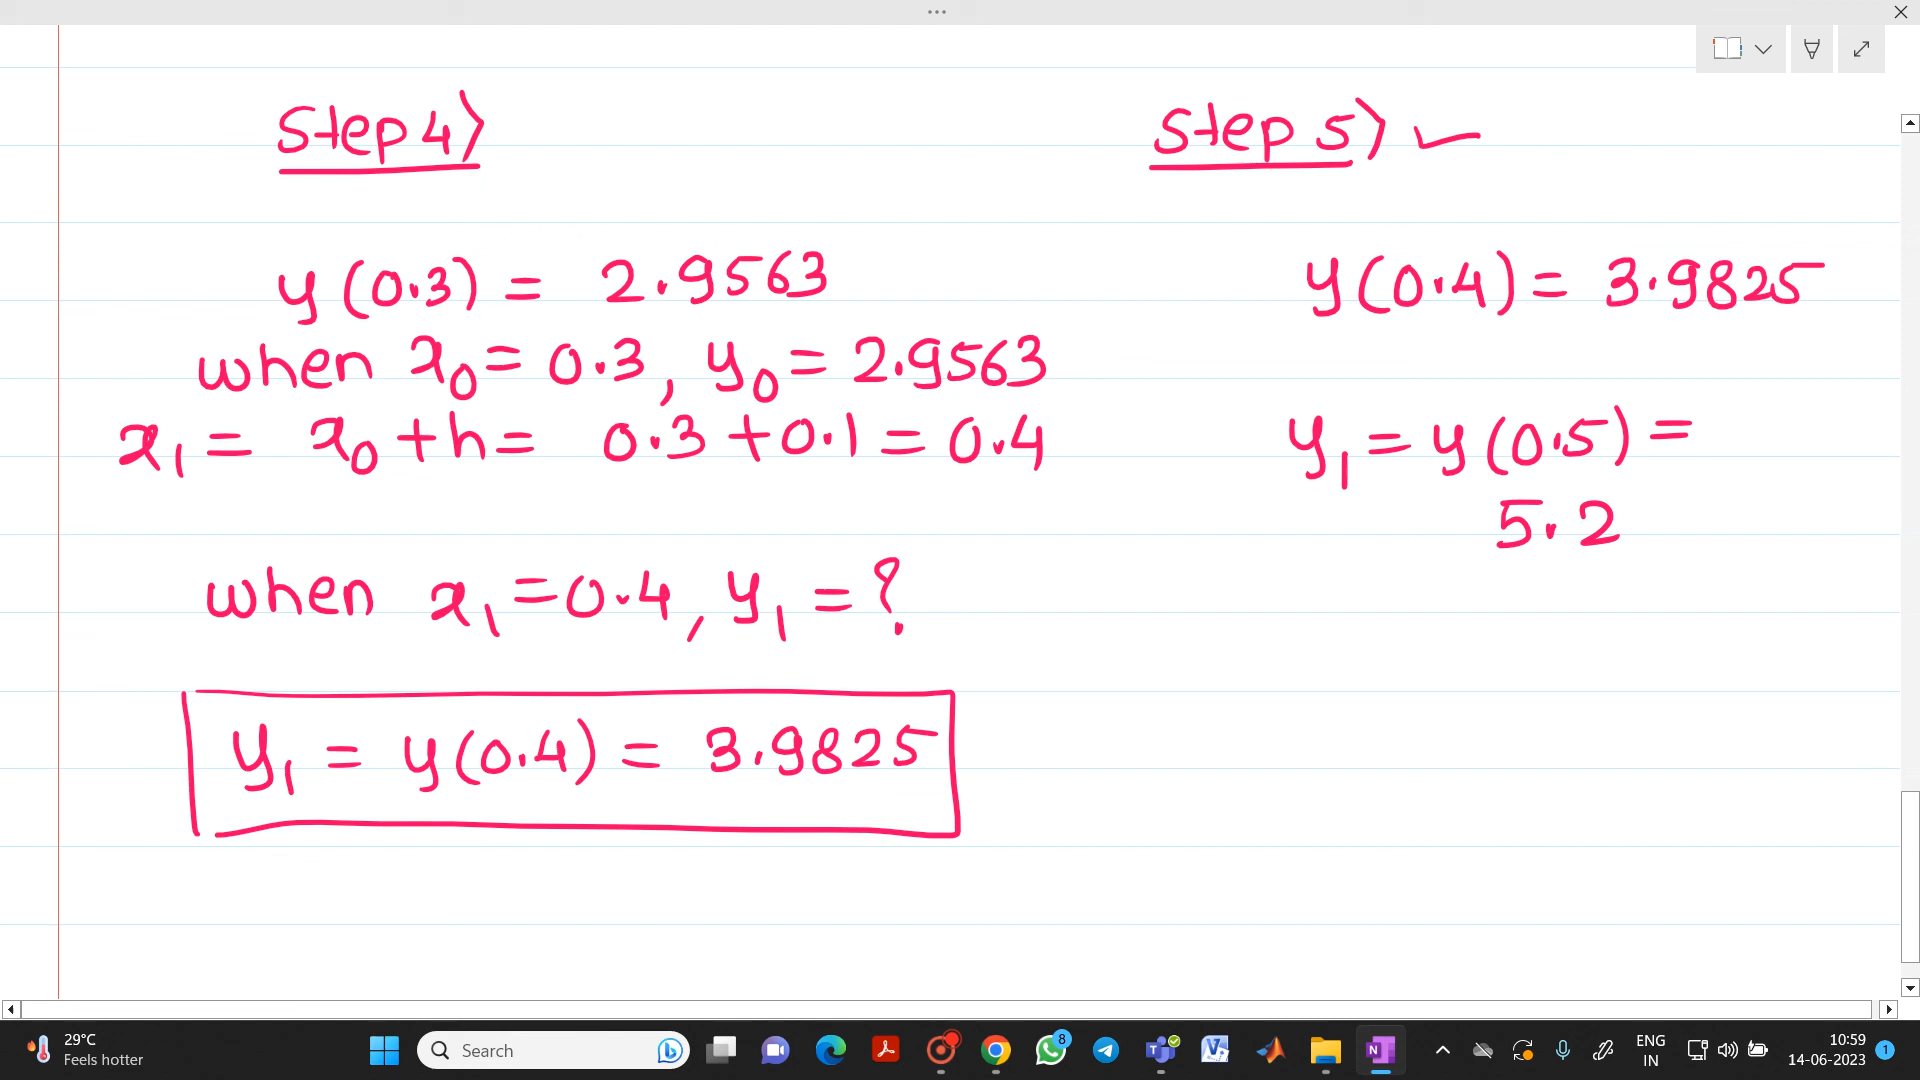 Step 4)
y(0.3) = 2.9563
when x₀ = 0.3, y₀ = 2.9563
x₁ = x₀ + h = 0.3 + 0.1 = 0.4
when x₁ = 0.4, y₁ = ?
y₁ = y(0.4) = 3.9825
Step 5) ✓
y(0.4) = 3.9825
y₁ = y(0.5) =
5.2
29°C
Feels hotter
Search
8
ENG
IN
10:59
14-06-2023
1